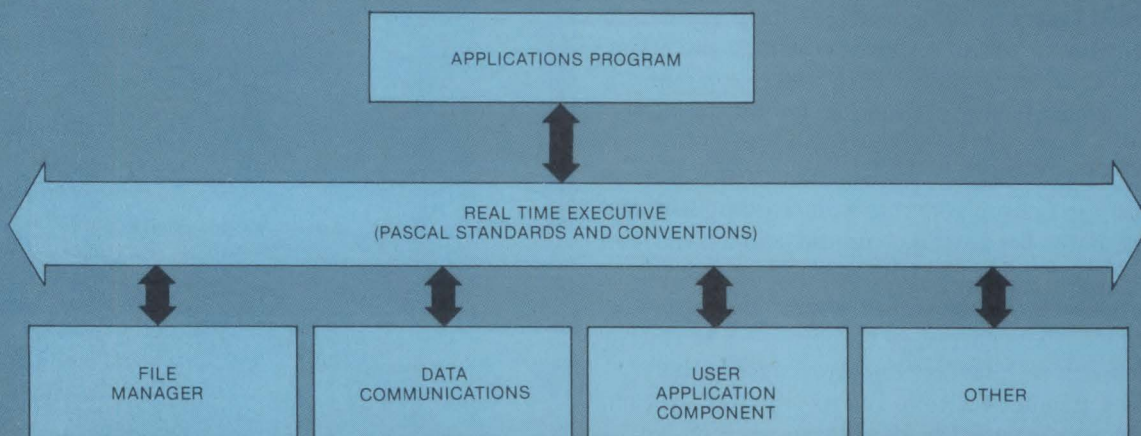 APPLICATIONS PROGRAM
REAL TIME EXECUTIVE
(PASCAL STANDARDS AND CONVENTIONS)
FILE
MANAGER
DATA
COMMUNICATIONS
USER
APPLICATION
COMPONENT
OTHER